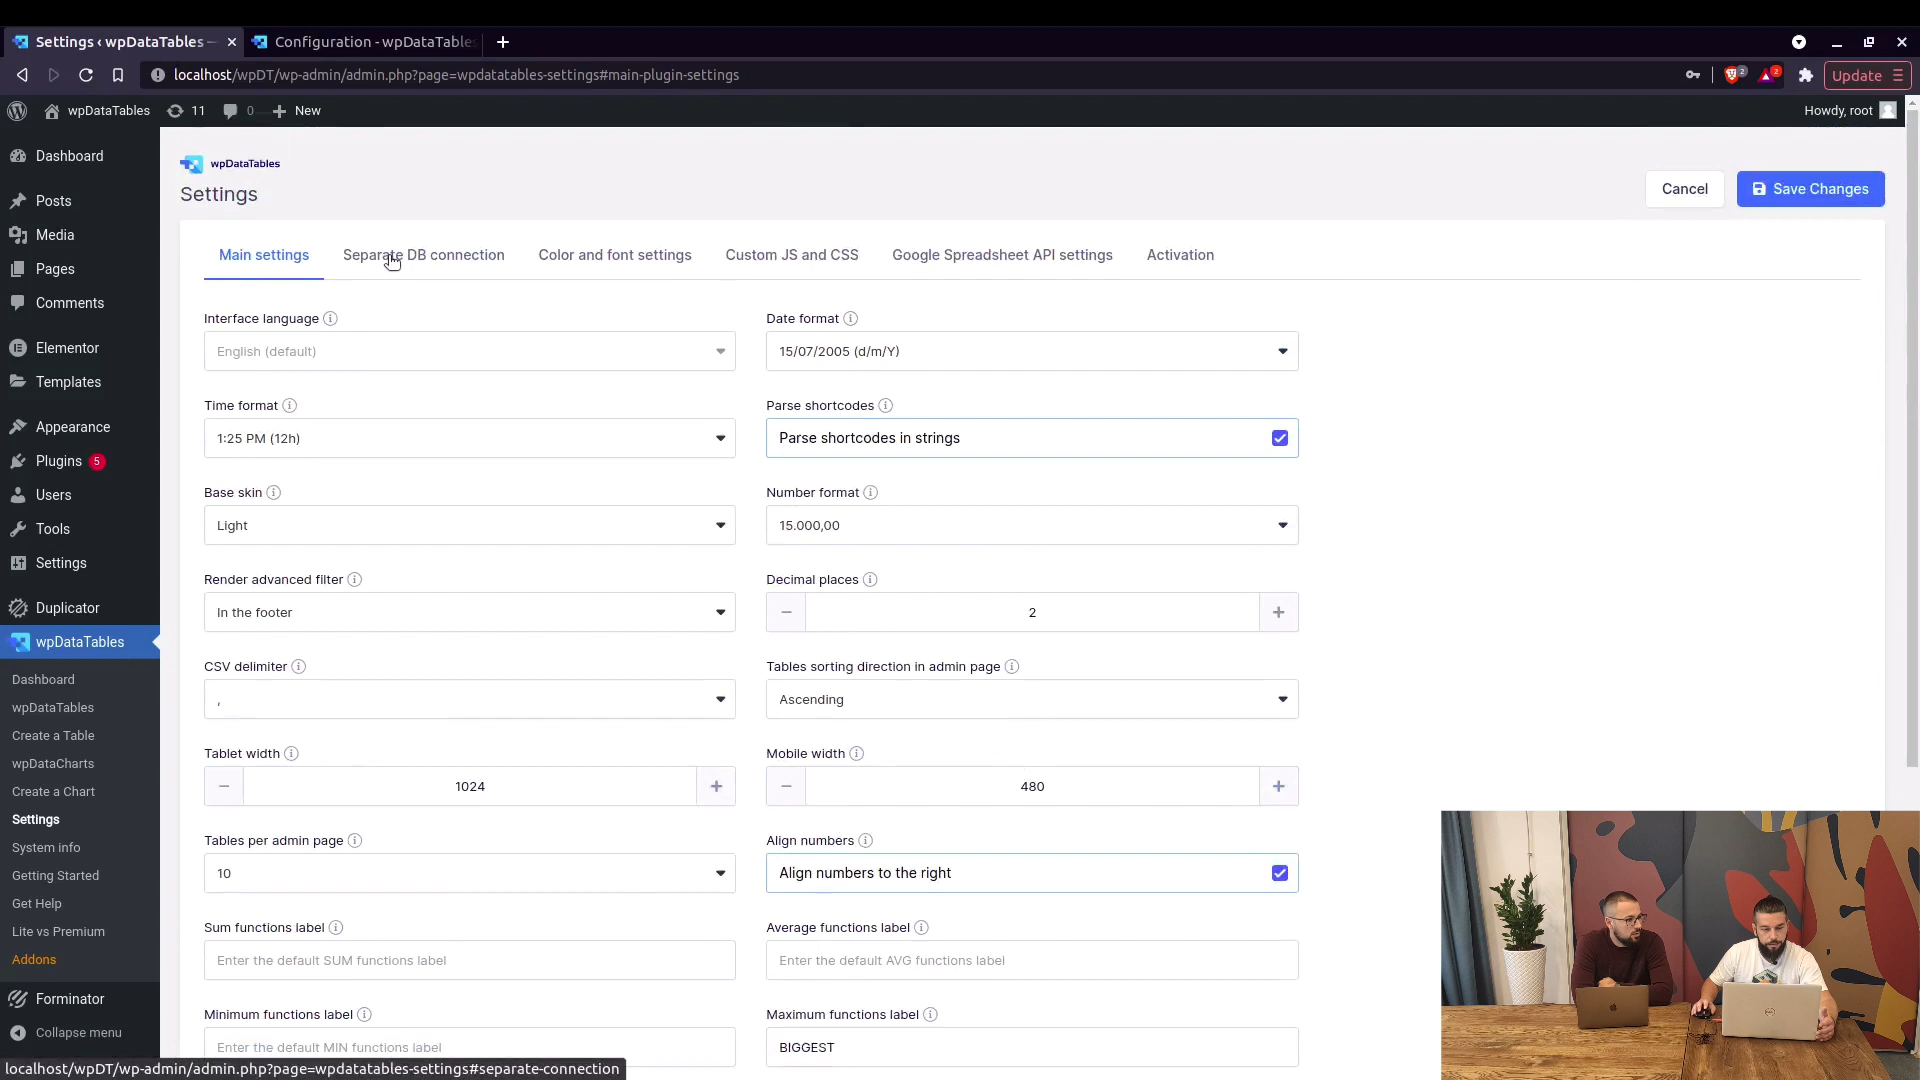 Settings ‹ wpDataTables —
Configuration - wpDataTables
localhost/wpDT/wp-admin/admin.php?page=wpdatatables-settings#main-plugin-settings
2
2
Update
wpDataTables
11
0
New
Howdy, root
Dashboard
Posts
Media
Pages
Comments
Elementor
Templates
Appearance
Plugins 5
Users
Tools
Settings
Duplicator
wpDataTables
Dashboard
wpDataTables
Create a Table
wpDataCharts
Create a Chart
Settings
System info
Getting Started
Get Help
Lite vs Premium
Addons
Forminator
Collapse menu
wpDataTables
Settings
Cancel
Save Changes
Main settings
Separate DB connection
Color and font settings
Custom JS and CSS
Google Spreadsheet API settings
Activation
Interface language
English (default)
Date format
15/07/2005 (d/m/Y)
Time format
1:25 PM (12h)
Parse shortcodes
Parse shortcodes in strings
Base skin
Light
Number format
15.000,00
Render advanced filter
In the footer
Decimal places
2
CSV delimiter
,
Tables sorting direction in admin page
Ascending
Tablet width
1024
Mobile width
480
Tables per admin page
10
Align numbers
Align numbers to the right
Sum functions label
Enter the default SUM functions label
Average functions label
Enter the default AVG functions label
Minimum functions label
Enter the default MIN functions label
Maximum functions label
BIGGEST
localhost/wpDT/wp-admin/admin.php?page=wpdatatables-settings#separate-connection